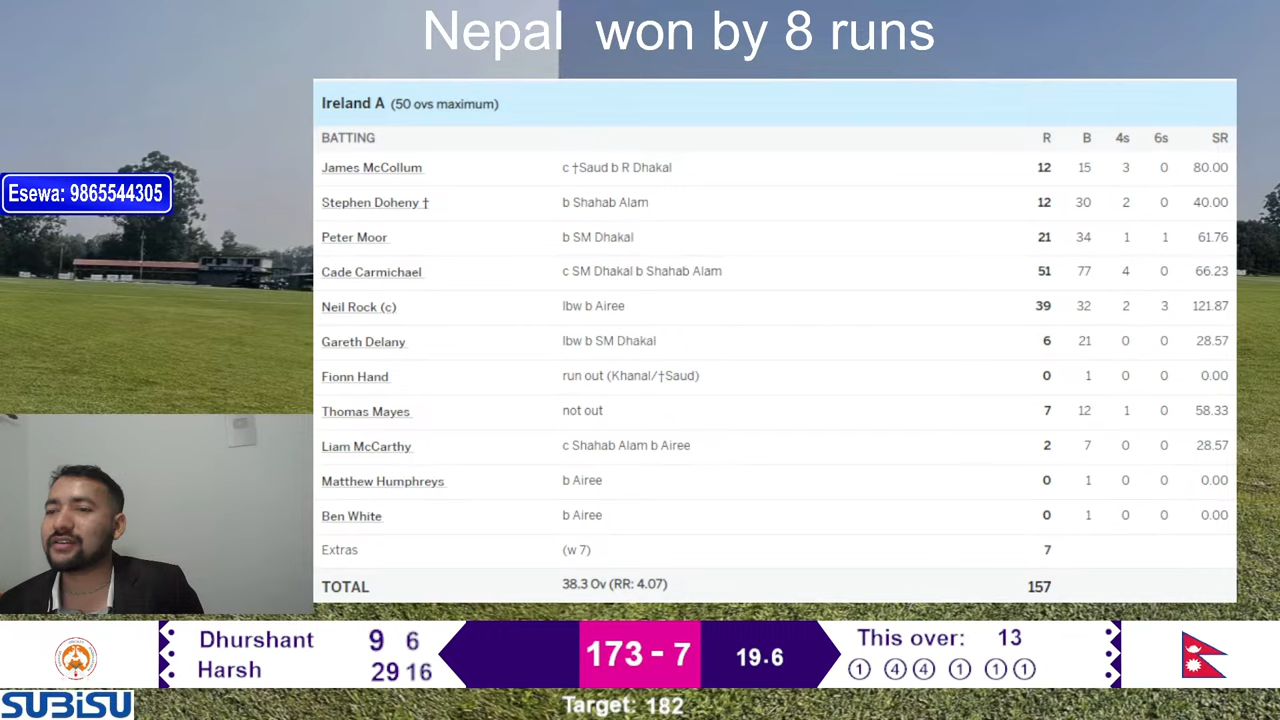 Nepal won by 8 runs
Ireland A (50 ovs maximum)
BATTING R B 4s 6s SR
James McCollum c †Saud b R Dhakal 12 15 3 0 80.00
Stephen Doheny † b Shahab Alam 12 30 2 0 40.00
Peter Moor b SM Dhakal 21 34 1 1 61.76
Cade Carmichael c SM Dhakal b Shahab Alam 51 77 4 0 66.23
Neil Rock (c) lbw b Airee 39 32 2 3 121.87
Gareth Delany lbw b SM Dhakal 6 21 0 0 28.57
Fionn Hand run out (Khanal/†Saud) 0 1 0 0 0.00
Thomas Mayes not out 7 12 1 0 58.33
Liam McCarthy c Shahab Alam b Airee 2 7 0 0 28.57
Matthew Humphreys b Airee 0 1 0 0 0.00
Ben White b Airee 0 1 0 0 0.00
Extras (w 7) 7
TOTAL 38.3 Ov (RR: 4.07) 157
Esewa: 9865544305
Dhurshant 9 6
Harsh 29 16
173 - 7 19.6
This over: 13
1 4 4 1 1 1
SUBISU
Target: 182